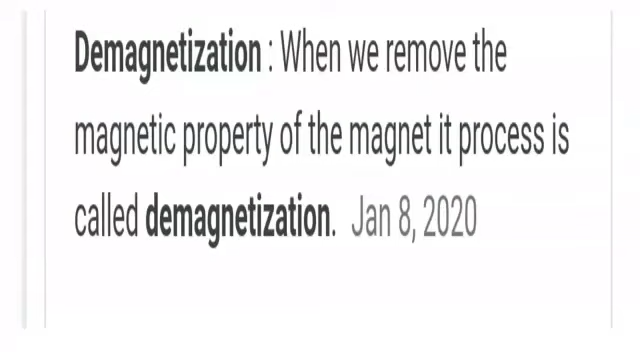 Demagnetization : When we remove the
magnetic property of the magnet it process is
called demagnetization. Jan 8, 2020